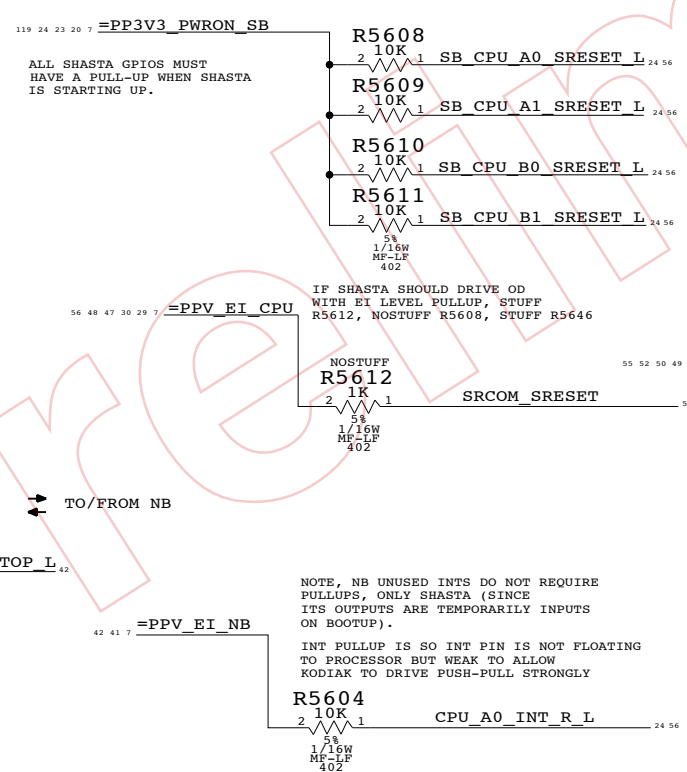 119 24 23 20 7 =PP3V3_PWRON_SB
ALL SHASTA GPIOS MUST
HAVE A PULL-UP WHEN SHASTA
IS STARTING UP.
R5608
10K
2 1 SB_CPU_A0_SRESET_L 24 56
R5609
10K
2 1 SB_CPU_A1_SRESET_L 24 56
R5610
10K
2 1 SB_CPU_B0_SRESET_L 24 56
R5611
10K
2 1 SB_CPU_B1_SRESET_L 24 56
5%
1/16W
MF-LF
402
IF SHASTA SHOULD DRIVE OD
WITH EI LEVEL PULLUP, STUFF
R5612, NOSTUFF R5608, STUFF R5646
56 48 47 30 29 7 =PPV_EI_CPU
NOSTUFF
R5612
1K
2 1 SRCOM_SRESET 5
5%
1/16W
MF-LF
402
55 52 50 49
TO/FROM NB
TOP_L 42
NOTE, NB UNUSED INTS DO NOT REQUIRE
PULLUPS, ONLY SHASTA (SINCE
ITS OUTPUTS ARE TEMPORARILY INPUTS
ON BOOTUP).
INT PULLUP IS SO INT PIN IS NOT FLOATING
TO PROCESSOR BUT WEAK TO ALLOW
KODIAK TO DRIVE PUSH-PULL STRONGLY
42 41 7 =PPV_EI_NB
R5604
10K
2 1 CPU_A0_INT_R_L 24 56
5%
1/16W
MF-LF
402
relin